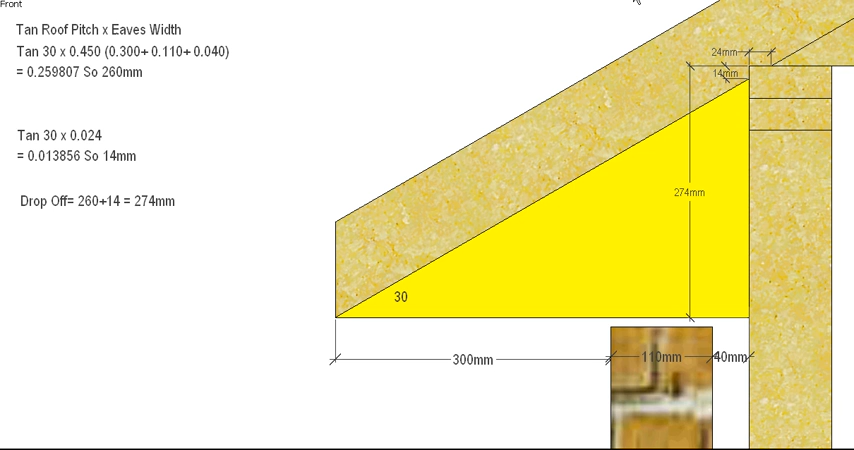 Front
Tan Roof Pitch x Eaves Width
Tan 30 x 0.450 (0.300+ 0.110+ 0.040)
= 0.259807 So 260mm
Tan 30 x 0.024
= 0.013856 So 14mm
Drop Off= 260+14 = 274mm
24mm
14mm
274mm
30
300mm
110mm
40mm